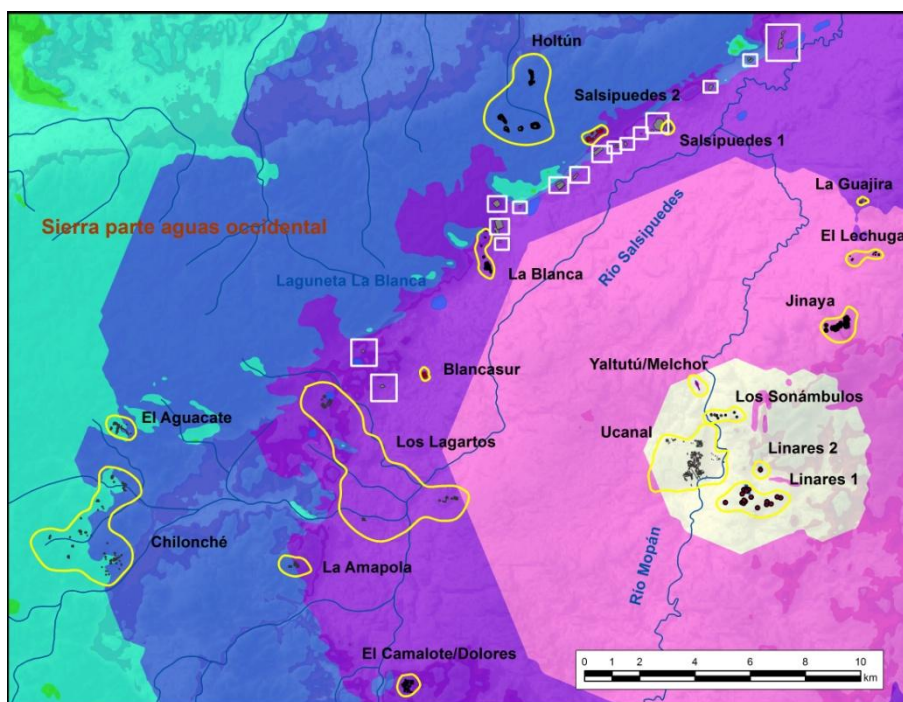 Holtún
Salsipuedes 2
Salsipuedes 1
La Guajira
Sierra parte aguas occidental
Río Salsipuedes
El Lechugal
La Blanca
Laguneta La Blanca
Jinaya
Blancasur
Yaltutú/Melchor
El Aguacate
Los Sonámbulos
Los Lagartos
Ucanal
Linares 2
Linares 1
Chilonché
La Amapola
Río Mopán
El Camalote/Dolores
0 1 2 4 6 8 10
km